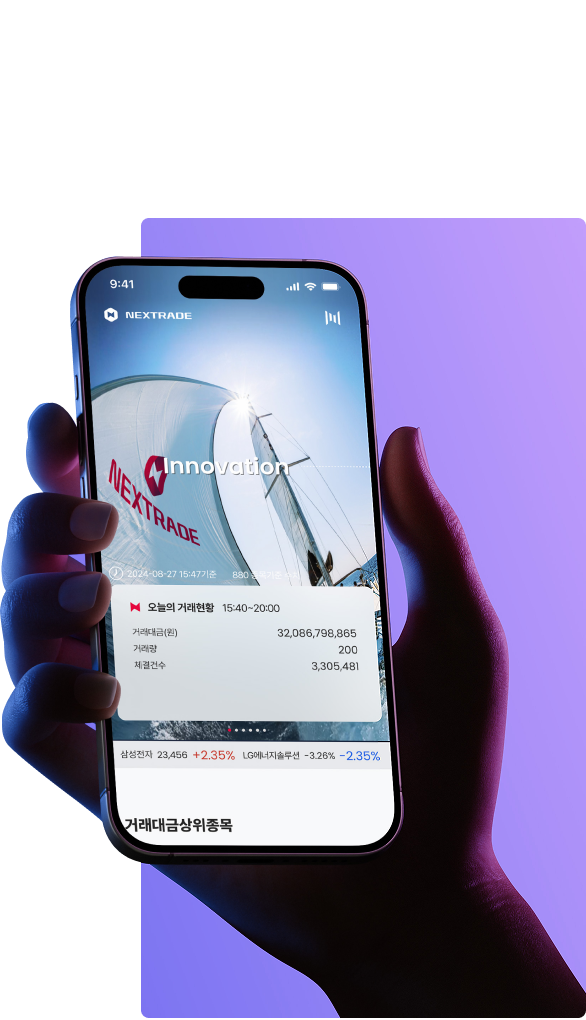 9:41
NEXTRADE
Innovation
NEXTRADE
2024-08-27 15:47기준 880
오늘의 거래현황 15:40~20:00
거래대금(원) 32,086,798,865
거래량 200
체결건수 3,305,481
삼성전자 23,456 +2.35% LG에너지솔루션 -3.26% -2.35%
거래대금상위종목